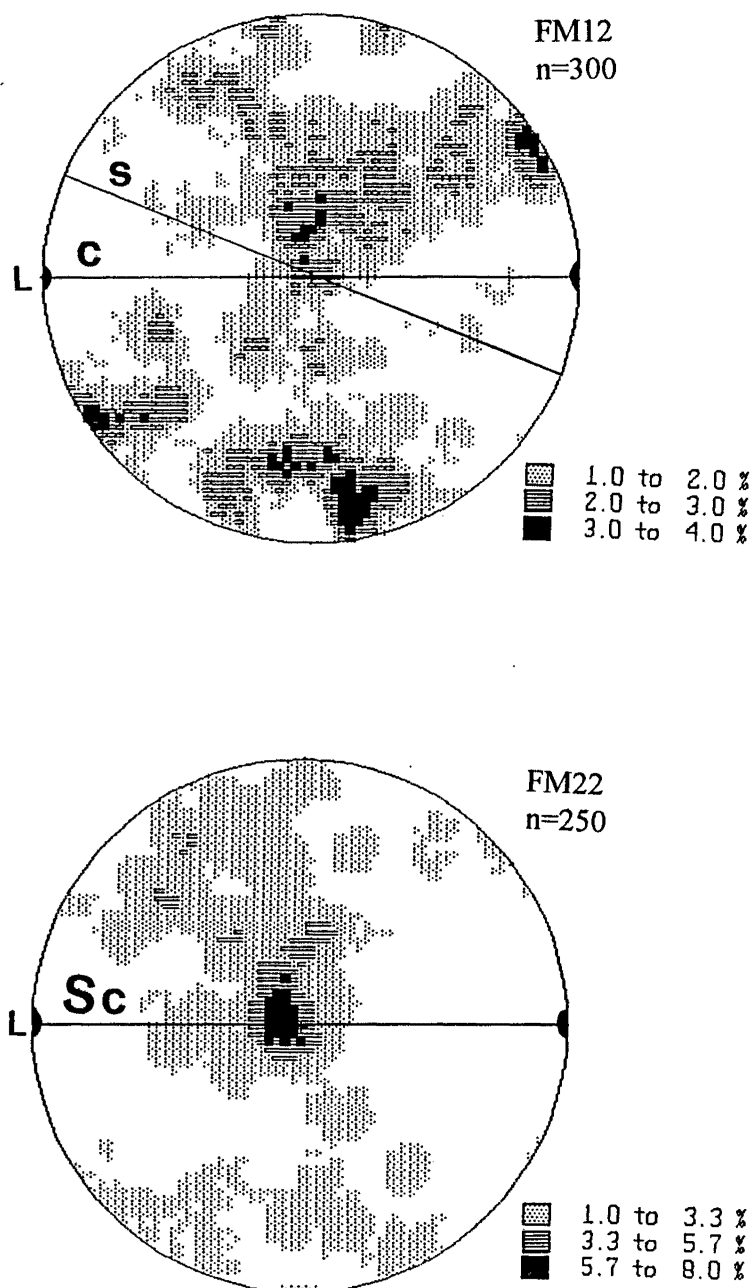 FM12
n=300
S
C
L
1.0 to 2.0 %
2.0 to 3.0 %
3.0 to 4.0 %
FM22
n=250
Sc
L
1.0 to 3.3 %
3.3 to 5.7 %
5.7 to 8.0 %